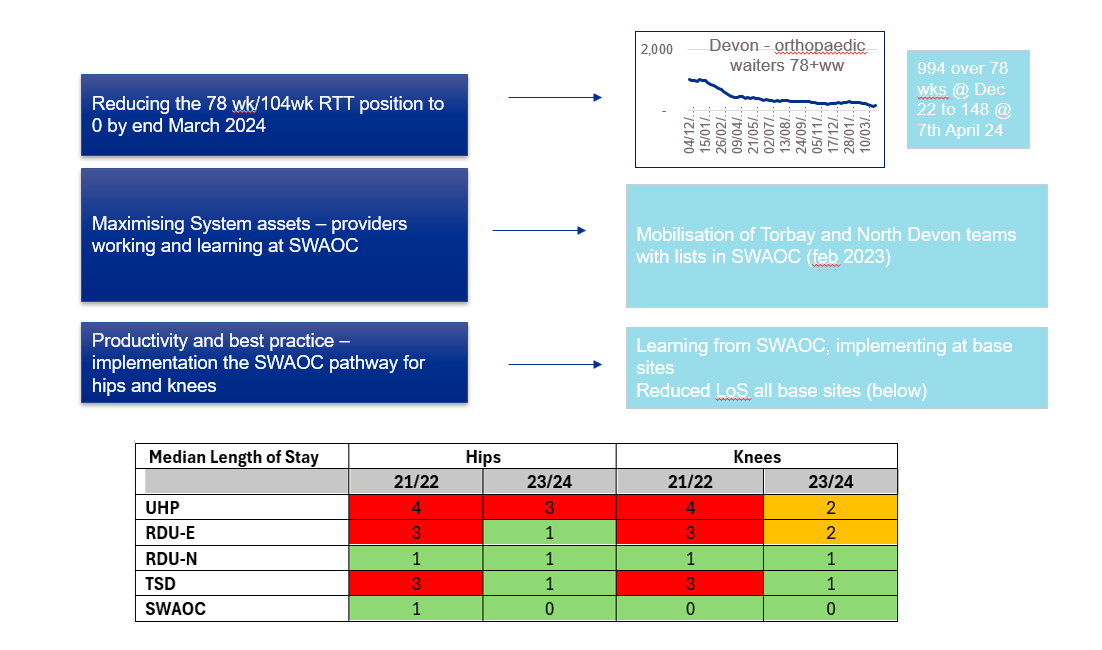 Reducing the 78 wk/104wk RTT position to
0 by end March 2024
2,000
Devon - orthopaedic
waiters 78+ww
-
04/12/...
15/01/...
26/02/...
09/04/...
21/05/...
02/07/...
13/08/...
24/09/...
05/11/...
17/12/...
28/01/...
10/03/...
994 over 78
wks @ Dec
22 to 148 @
7th April 24
Maximising System assets – providers
working and learning at SWAOC
Mobilisation of Torbay and North Devon teams
with lists in SWAOC (feb 2023)
Productivity and best practice –
implementation the SWAOC pathway for
hips and knees
Learning from SWAOC, implementing at base
sites
Reduced LoS all base sites (below)
Median Length of Stay Hips Knees
21/22 23/24 21/22 23/24
UHP 4 3 4 2
RDU-E 3 1 3 2
RDU-N 1 1 1 1
TSD 3 1 3 1
SWAOC 1 0 0 0